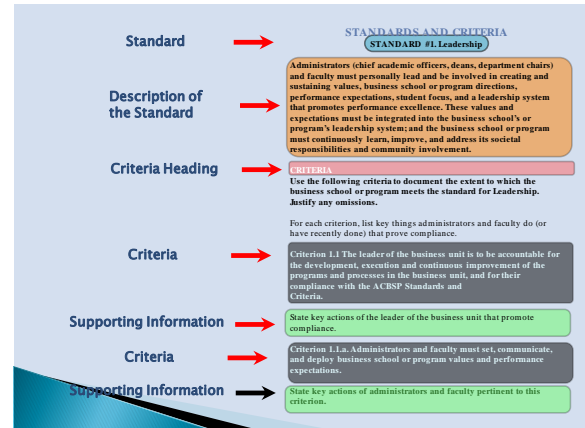 STANDARDS AND CRITERIA
Standard
STANDARD #1. Leadership
Description of
the Standard
Administrators (chief academic officers, deans, department chairs)
and faculty must personally lead and be involved in creating and
sustaining values, business school or program directions,
performance expectations, student focus, and a leadership system
that promotes performance excellence. These values and
expectations must be integrated into the business school's or
program's leadership system; and the business school or program
must continuously learn, improve, and address its societal
responsibilities and community involvement.
Criteria Heading
CRITERIA
Use the following criteria to document the extent to which the
business school or program meets the standard for Leadership.
Justify any omissions.
For each criterion, list key things administrators and faculty do (or
have recently done) that prove compliance.
Criteria
Criterion 1.1 The leader of the business unit is to be accountable for
the development, execution and continuous improvement of the
programs and processes in the business unit, and for their
compliance with the ACBSP Standards and
Criteria.
Supporting Information
State key actions of the leader of the business unit that promote
compliance.
Criteria
Criterion 1.1.a. Administrators and faculty must set, communicate,
and deploy business school or program values and performance
expectations.
Supporting Information
State key actions of administrators and faculty pertinent to this
criterion.